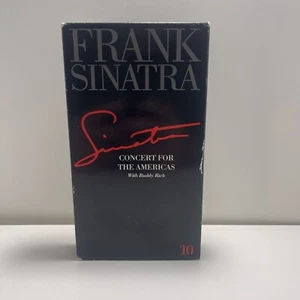 FRANK
SINATRA
Sinatra
CONCERT FOR
THE AMERICAS
With Buddy Rich
10